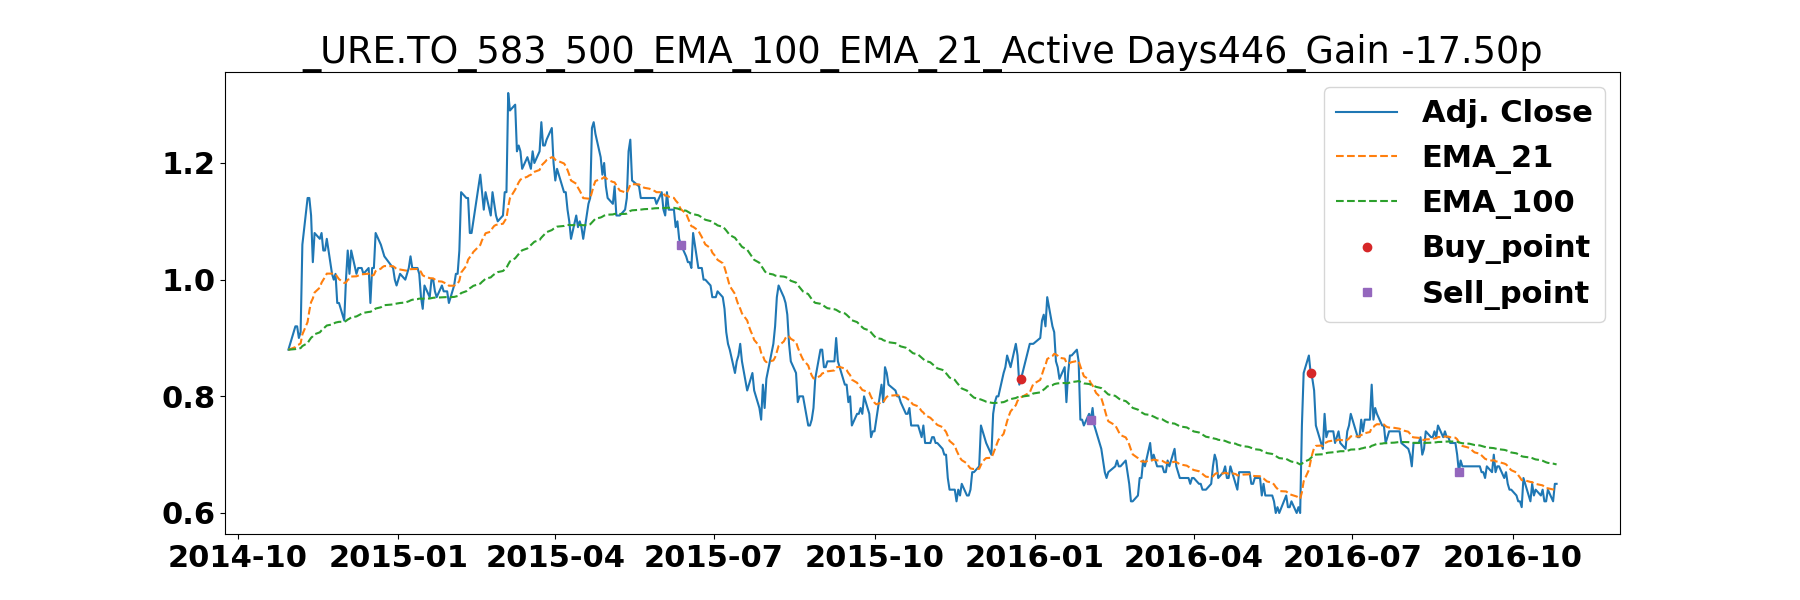 _URE.TO_583_500_EMA_100_EMA_21_Active Days446_Gain -17.50p
Adj. Close
EMA_21
EMA_100
Buy_point
Sell_point
1.2
1.0
0.8
0.6
2014-10 2015-01 2015-04 2015-07 2015-10 2016-01 2016-04 2016-07 2016-10